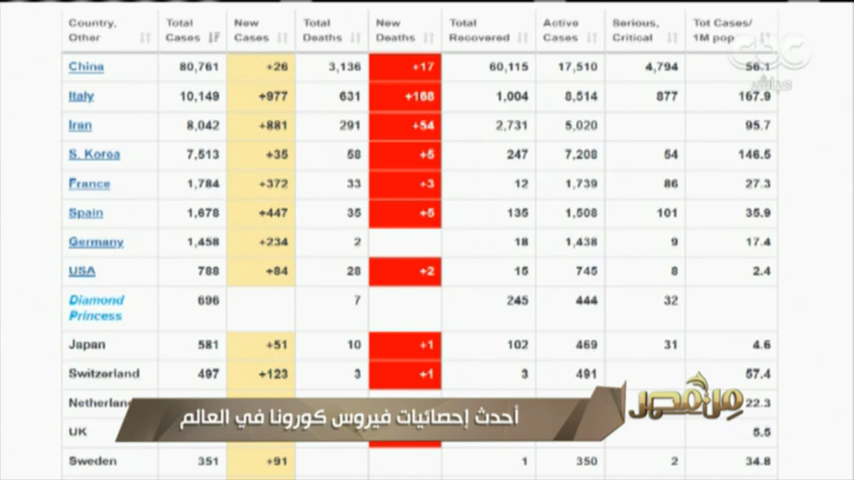 Country, Other Total Cases New Cases Total Deaths New Deaths Total Recovered Active Cases Serious, Critical Tot Cases/ 1M pop
China 80,761 +26 3,136 +17 60,115 17,510 4,794 56.1
Italy 10,149 +977 631 +168 1,004 8,514 877 167.9
Iran 8,042 +881 291 +54 2,731 5,020 95.7
S. Korea 7,513 +35 58 +5 247 7,208 54 146.5
France 1,784 +372 33 +3 12 1,739 86 27.3
Spain 1,678 +447 35 +5 135 1,508 101 35.9
Germany 1,458 +234 2 18 1,438 9 17.4
USA 788 +84 28 +2 15 745 8 2.4
Diamond Princess 696 7 245 444 32
Japan 581 +51 10 +1 102 469 31 4.6
Switzerland 497 +123 3 +1 3 491 57.4
22.3
UK 5.5
Sweden 351 +91 1 350 2 34.8
أحدث إحصائيات فيروس كورونا في العالم
من مصر
cbc
مباشر